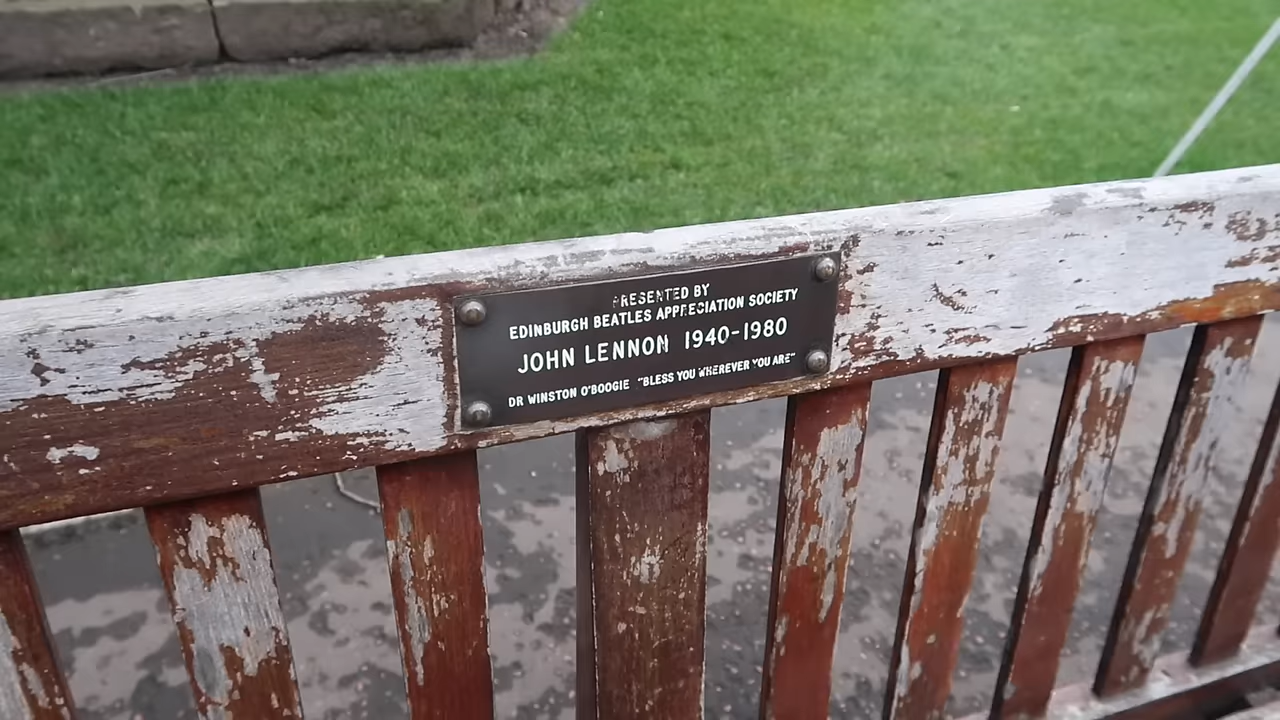 PRESENTED BY
EDINBURGH BEATLES APPRECIATION SOCIETY
JOHN LENNON 1940-1980
DR WINSTON O'BOOGIE "BLESS YOU WHEREVER YOU ARE"